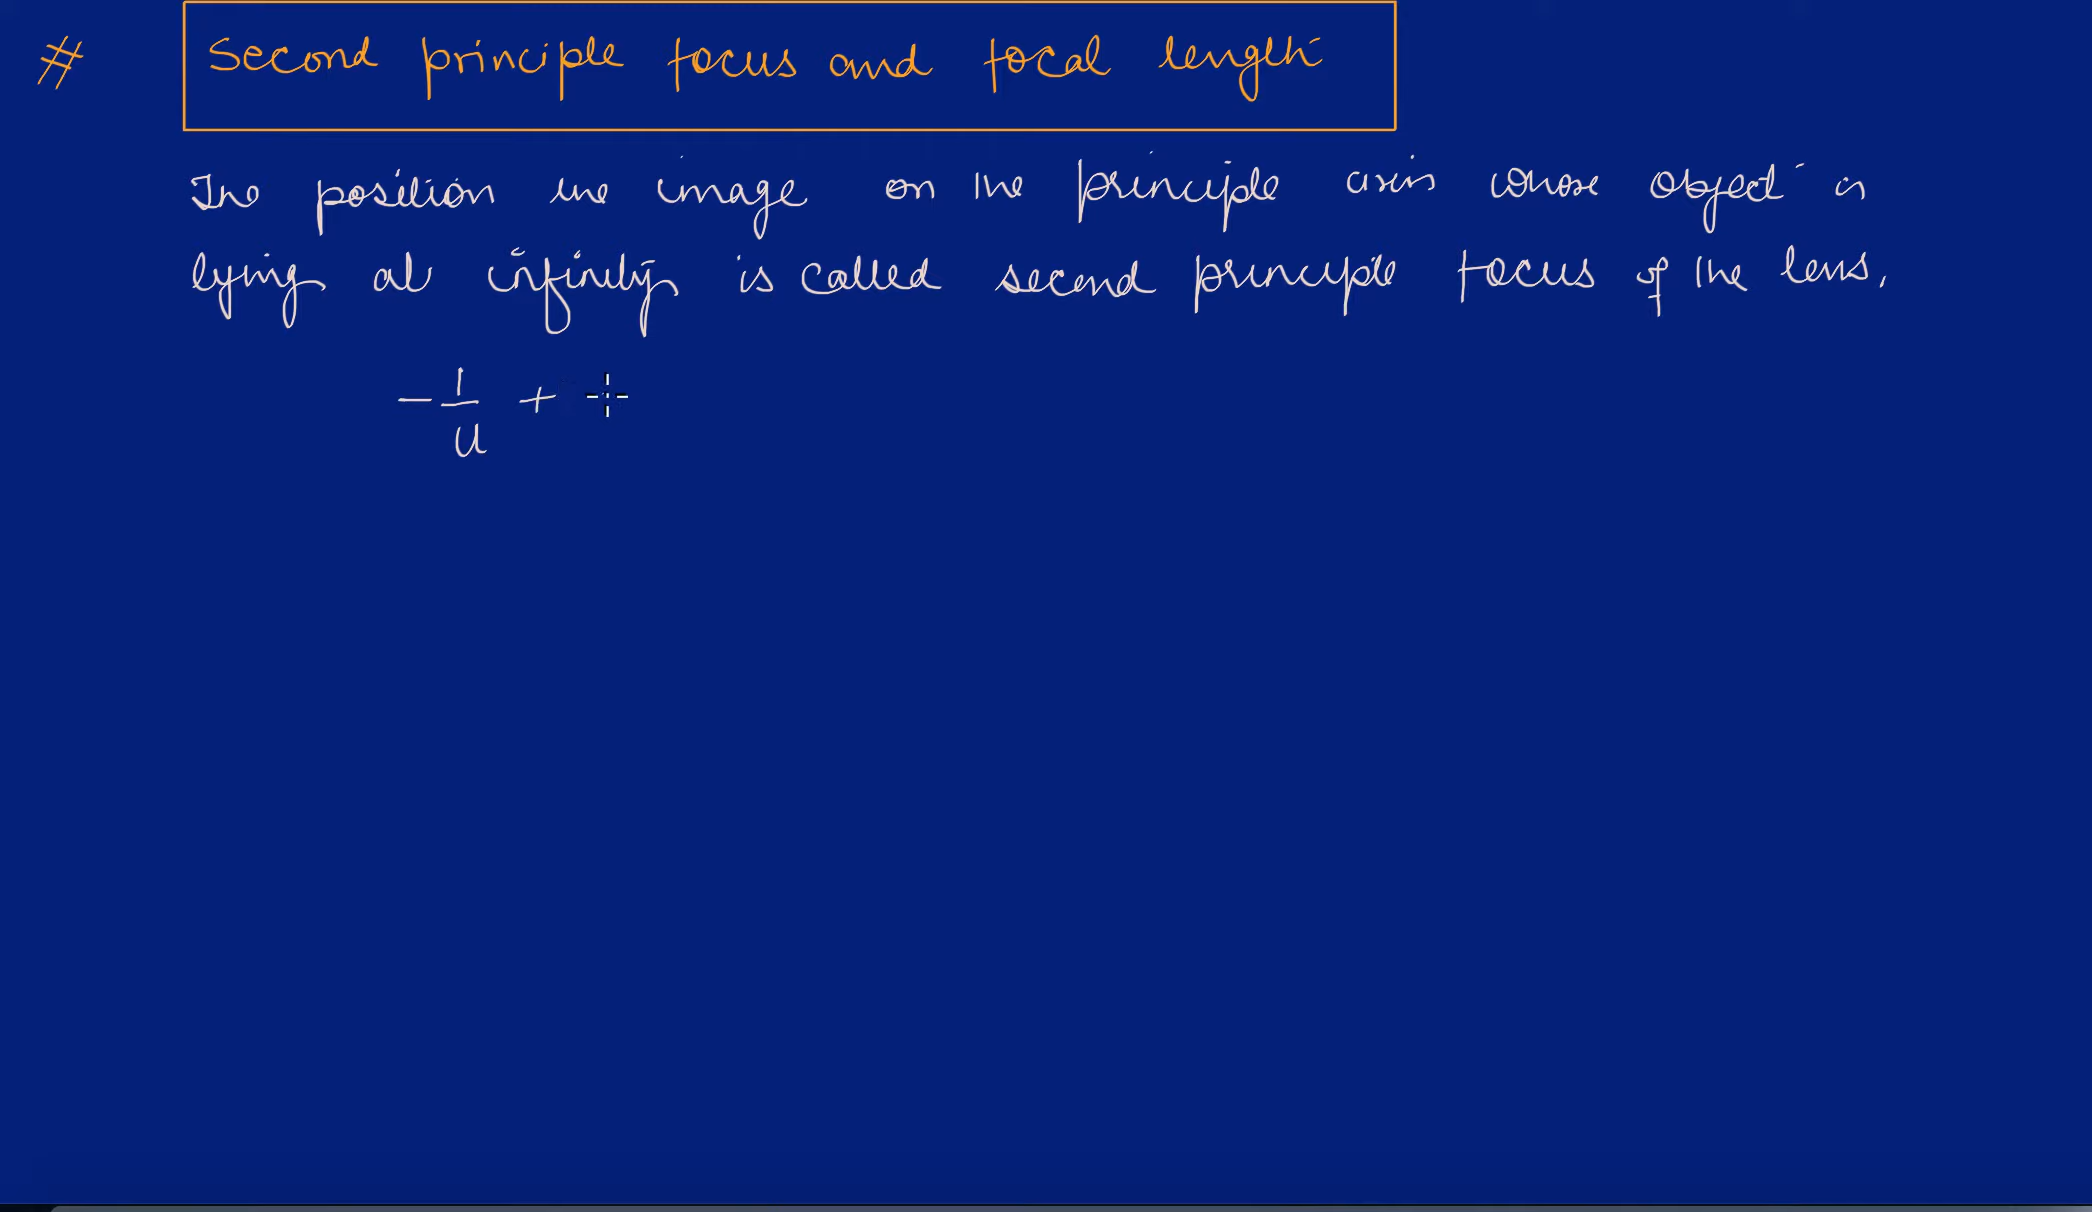 # Second principle focus and focal length
The position the image on the principle axis whose object is
lying at infinity is called second principle focus of the lens.
- 1/u +